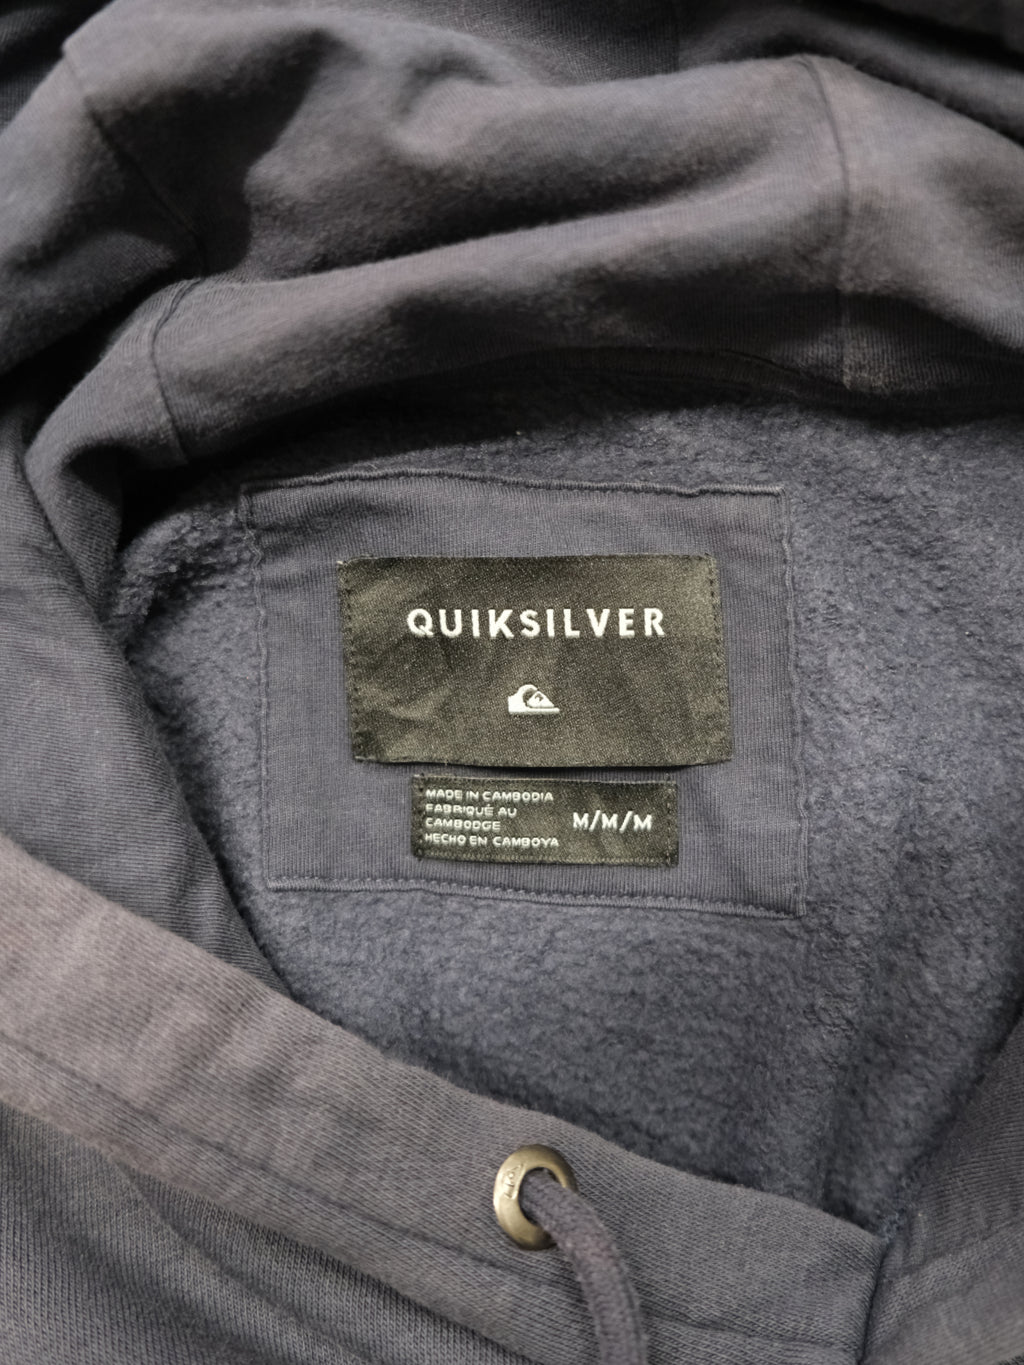 QUIKSILVER
MADE IN CAMBODIA
FABRIQUÉ AU
CAMBODGE
HECHO EN CAMBOYA
M/M/M